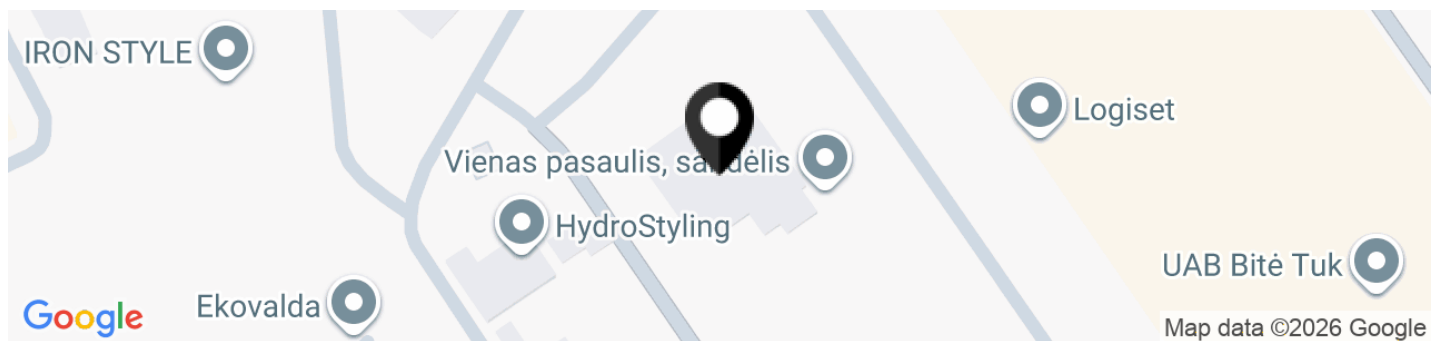 IRON STYLE
Logiset
Vienas pasaulis, sandėlis
HydroStyling
UAB Bitė Tuk
Ekovalda
Google
Map data ©2026 Google